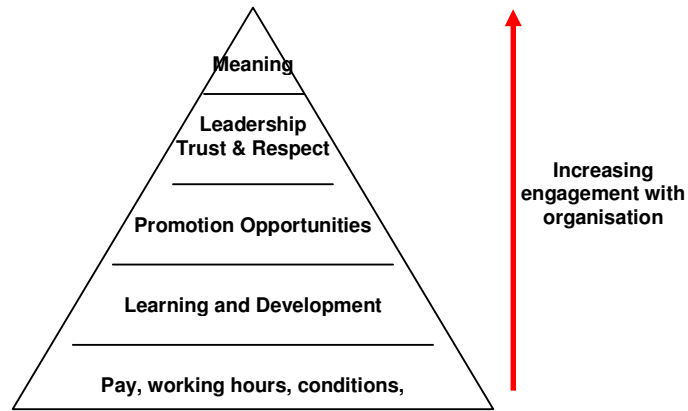 Meaning
Leadership
Trust & Respect
Promotion Opportunities
Learning and Development
Pay, working hours, conditions,
Increasing
engagement with
organisation